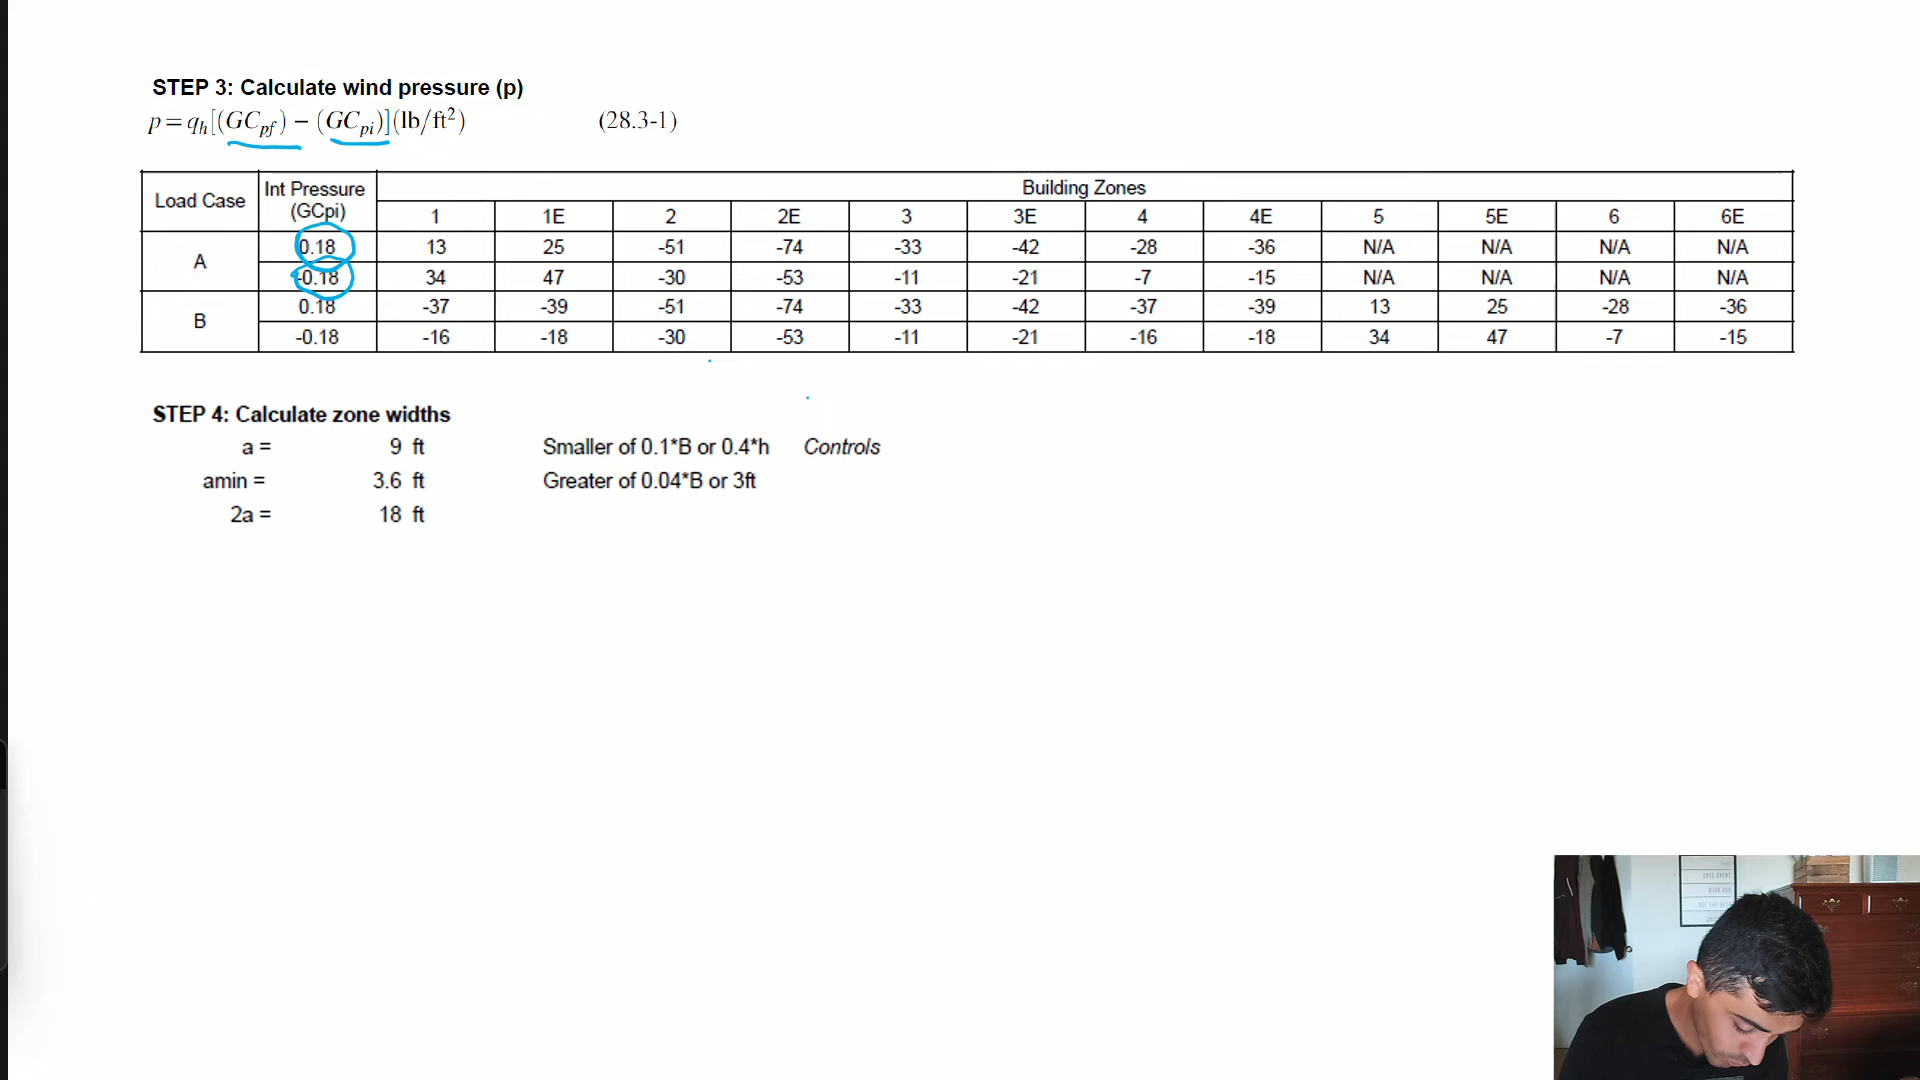 STEP 3: Calculate wind pressure (p)
p = q_h[(GC_pf) − (GC_pi)](lb/ft²) (28.3-1)
Load Case Int Pressure (GCpi) Building Zones
1 1E 2 2E 3 3E 4 4E 5 5E 6 6E
A 0.18 13 25 -51 -74 -33 -42 -28 -36 N/A N/A N/A N/A
-0.18 34 47 -30 -53 -11 -21 -7 -15 N/A N/A N/A N/A
B 0.18 -37 -39 -51 -74 -33 -42 -37 -39 13 25 -28 -36
-0.18 -16 -18 -30 -53 -11 -21 -16 -18 34 47 -7 -15
STEP 4: Calculate zone widths
a = 9 ft Smaller of 0.1*B or 0.4*h Controls
amin = 3.6 ft Greater of 0.04*B or 3ft
2a = 18 ft